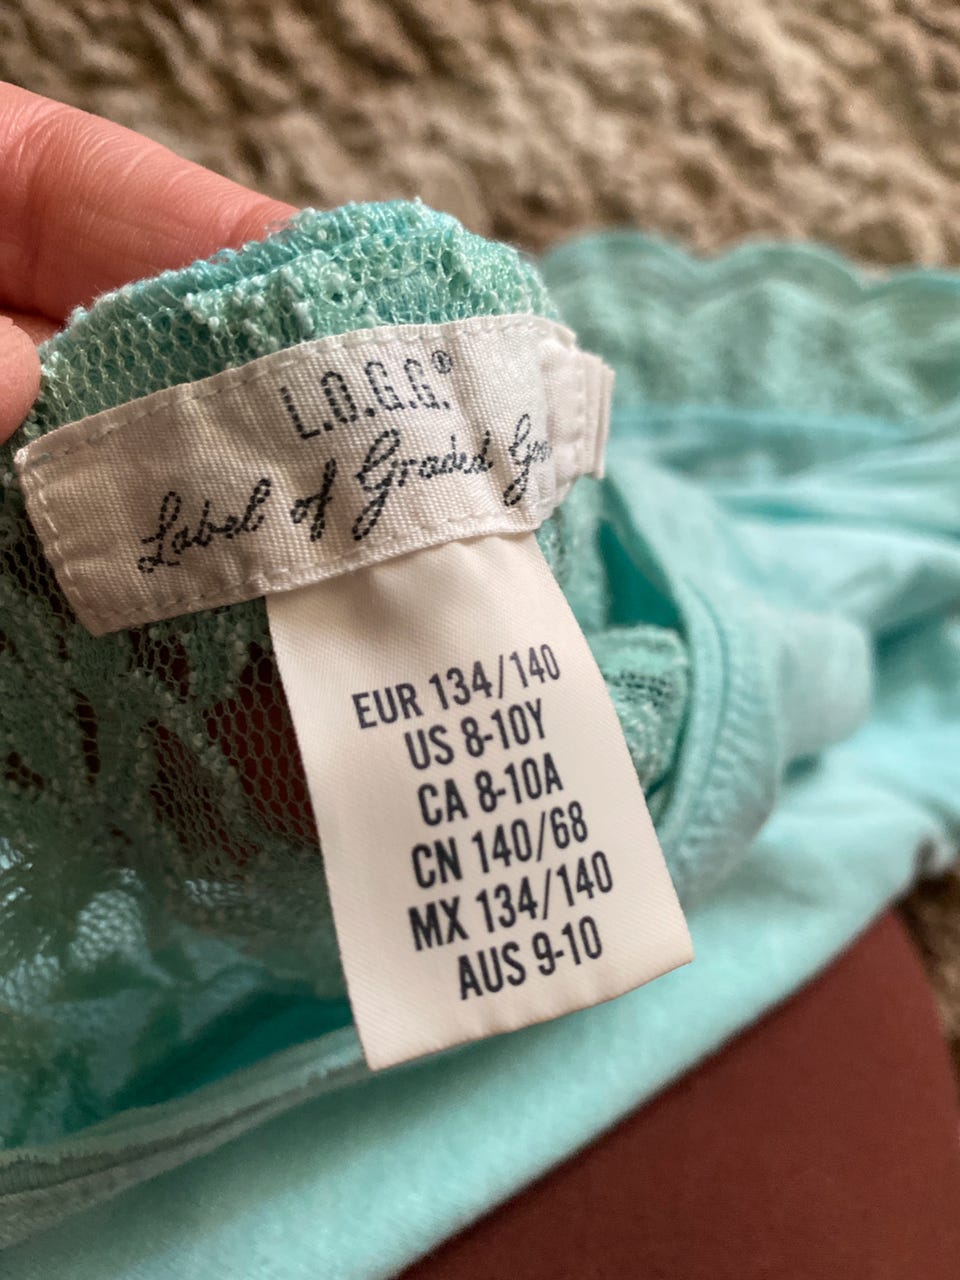 L.O.G.G.®
Label of Graded
EUR 134/140
US 8-10Y
CA 8-10A
CN 140/68
MX 134/140
AUS 9-10